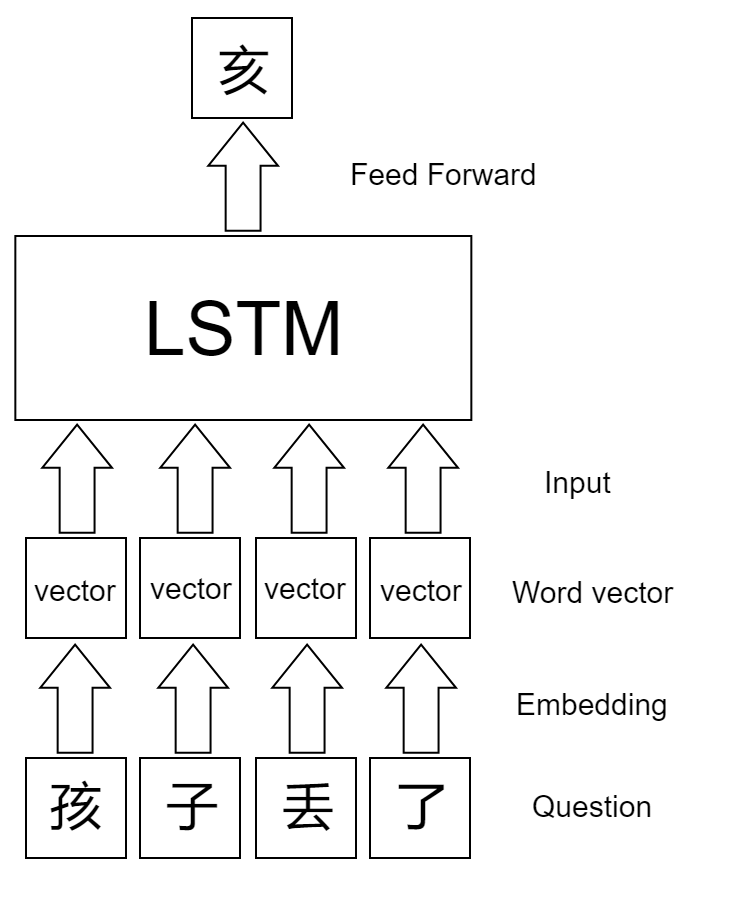 亥
Feed Forward
LSTM
Input
vector vector vector vector Word vector
Embedding
孩 子 丢 了 Question